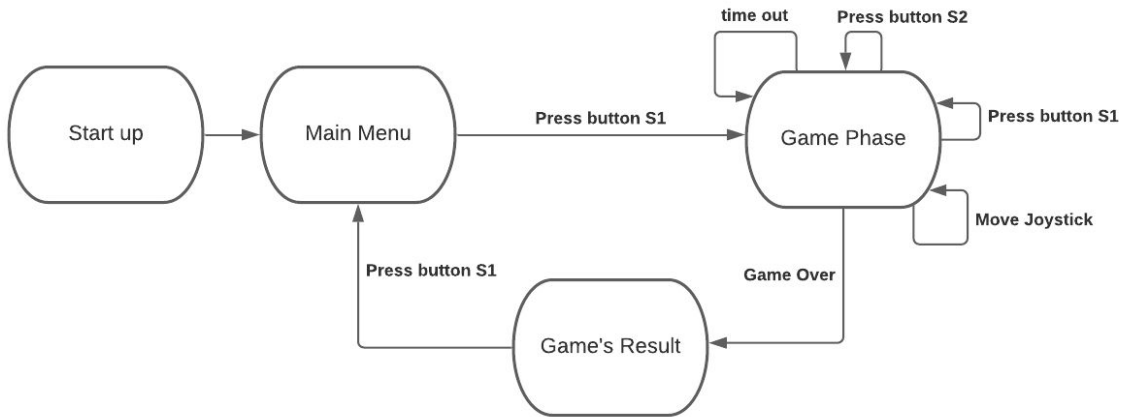 time out
Press button S2
Start up
Main Menu
Press button S1
Game Phase
Press button S1
Move Joystick
Press button S1
Game Over
Game's Result